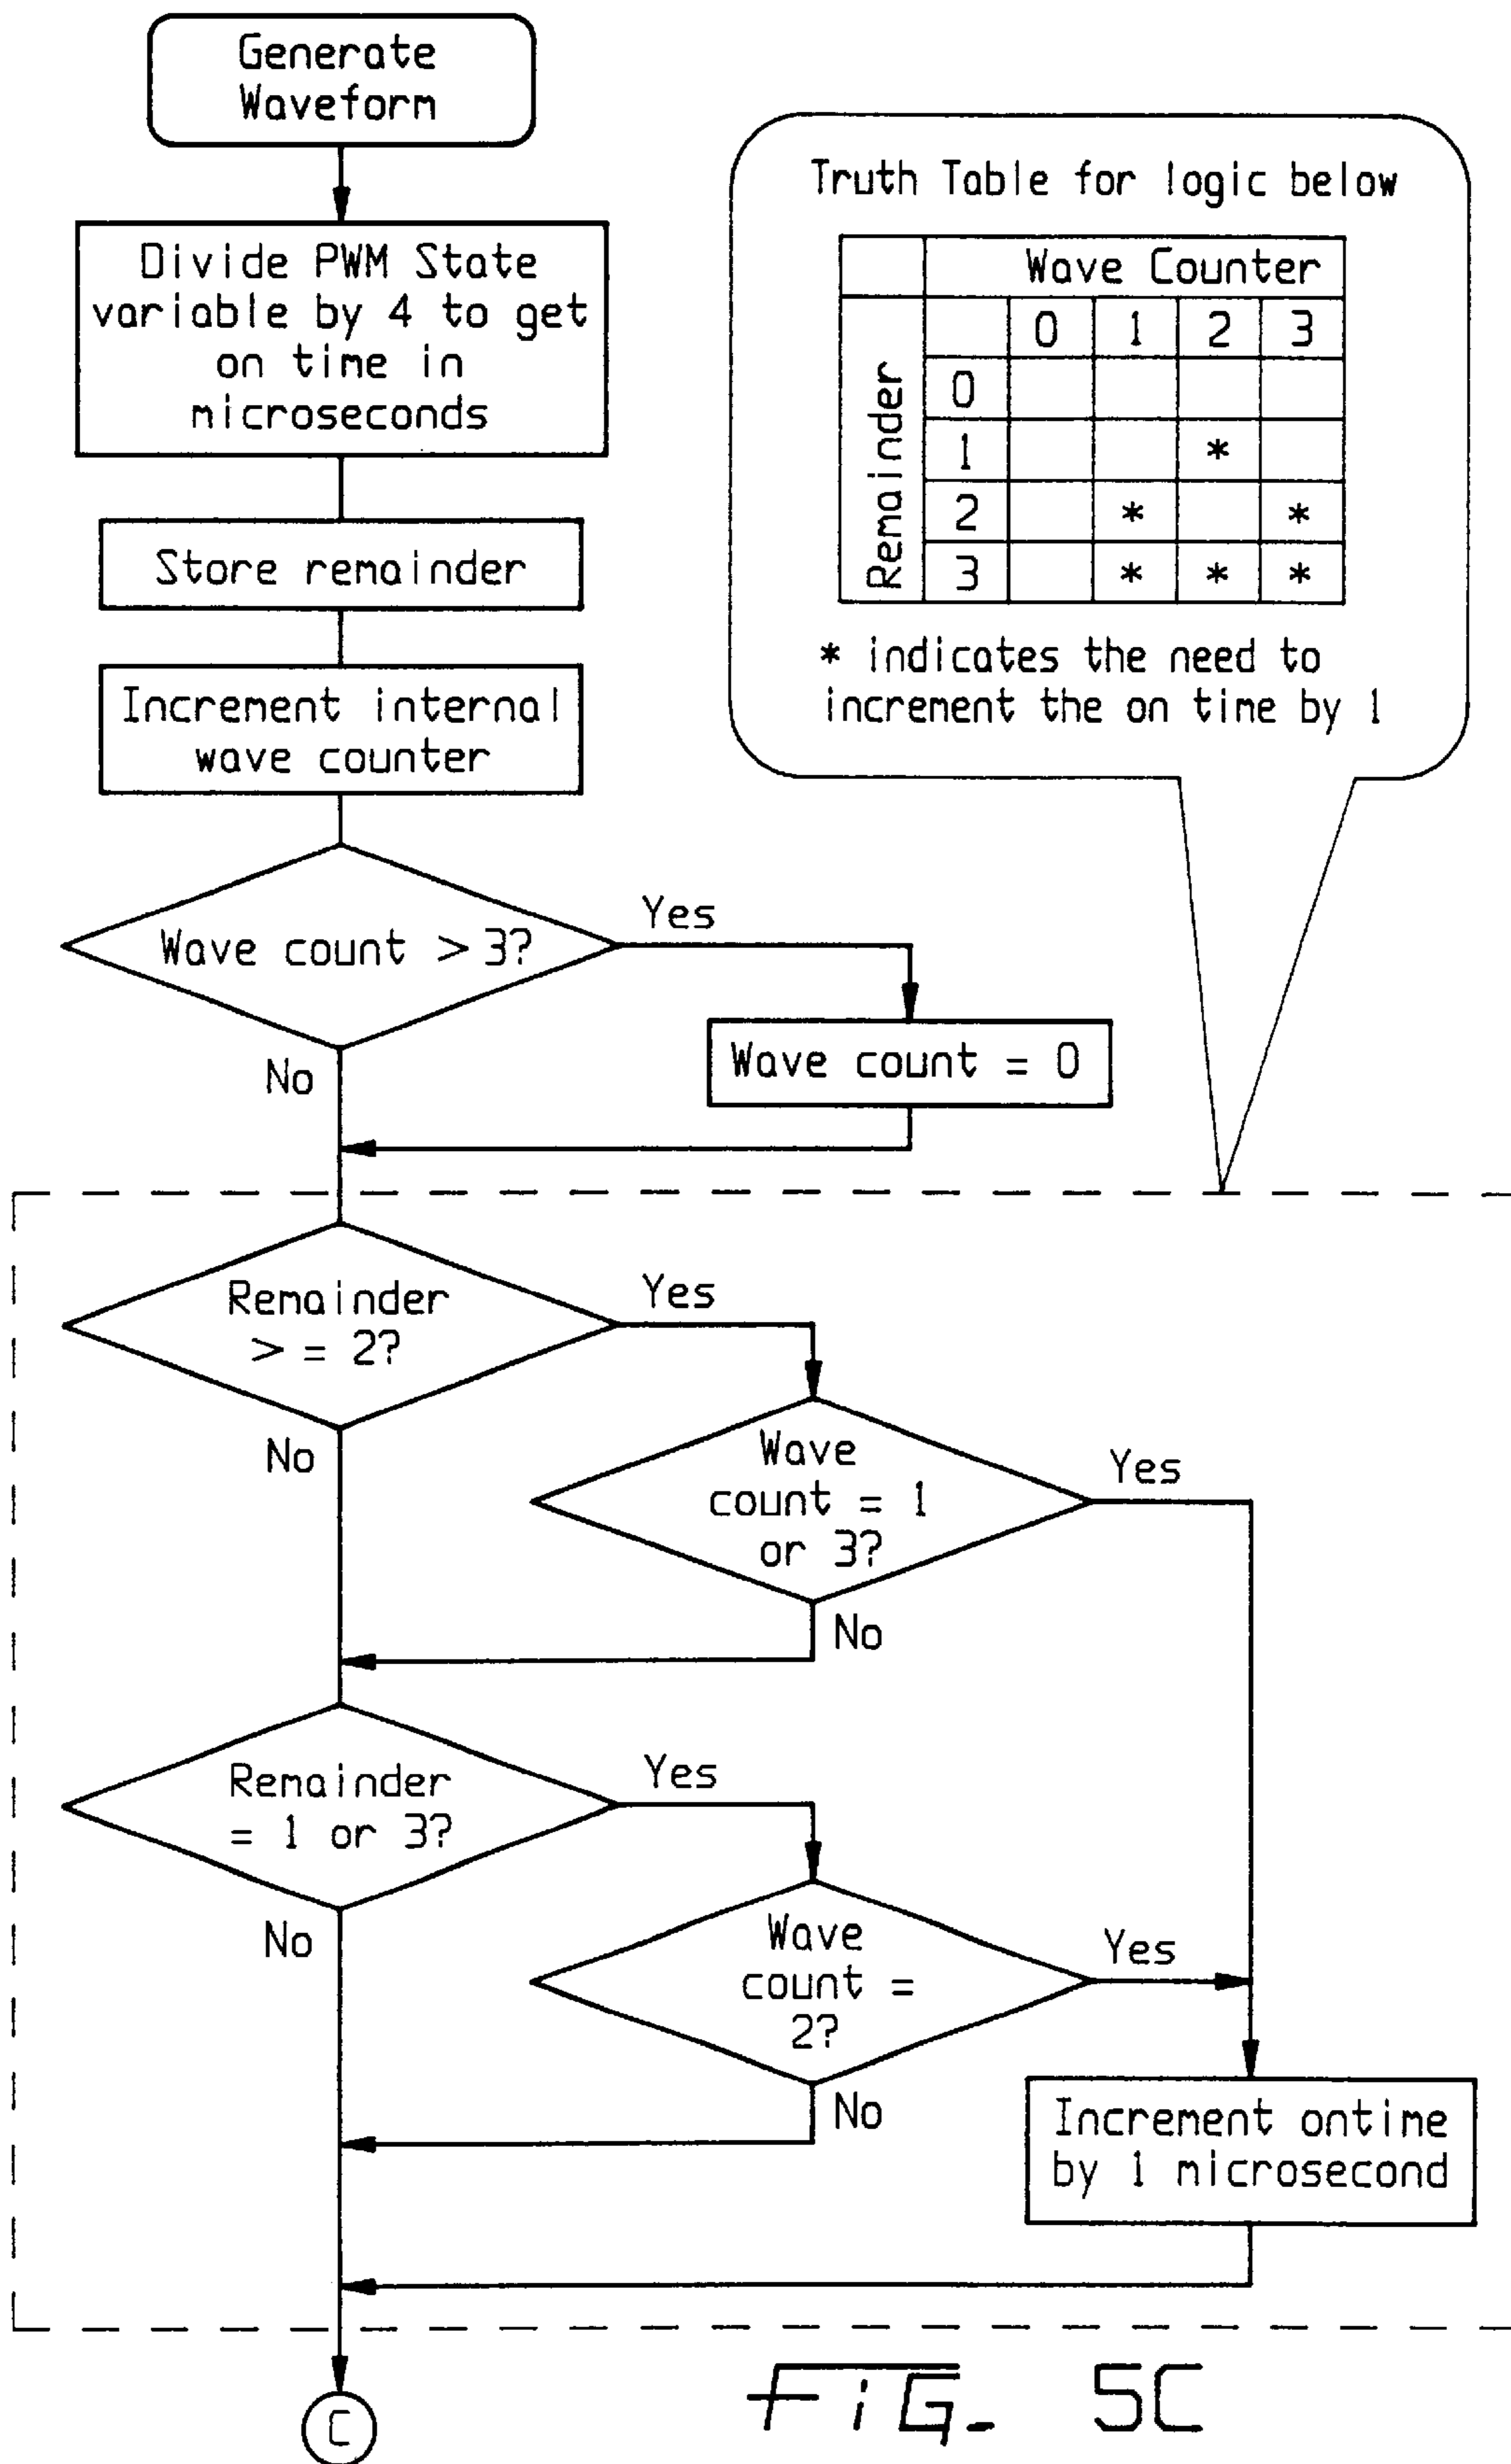 Generate
Waveform
Divide PWM State
variable by 4 to get
on time in
microseconds
Store remainder
Increment internal
wave counter
Truth Table for logic below
Wave Counter
Remainder
0 1 2 3
0
1 *
2 * *
3 * * *
* indicates the need to
increment the on time by 1
Wave count > 3?
Yes
No
Wave count = 0
Remainder
> = 2?
Yes
No
Wave
count = 1
or 3?
Yes
No
Remainder
= 1 or 3?
Yes
No
Wave
count =
2?
Yes
No
Increment ontime
by 1 microsecond
C
FiG. 5C